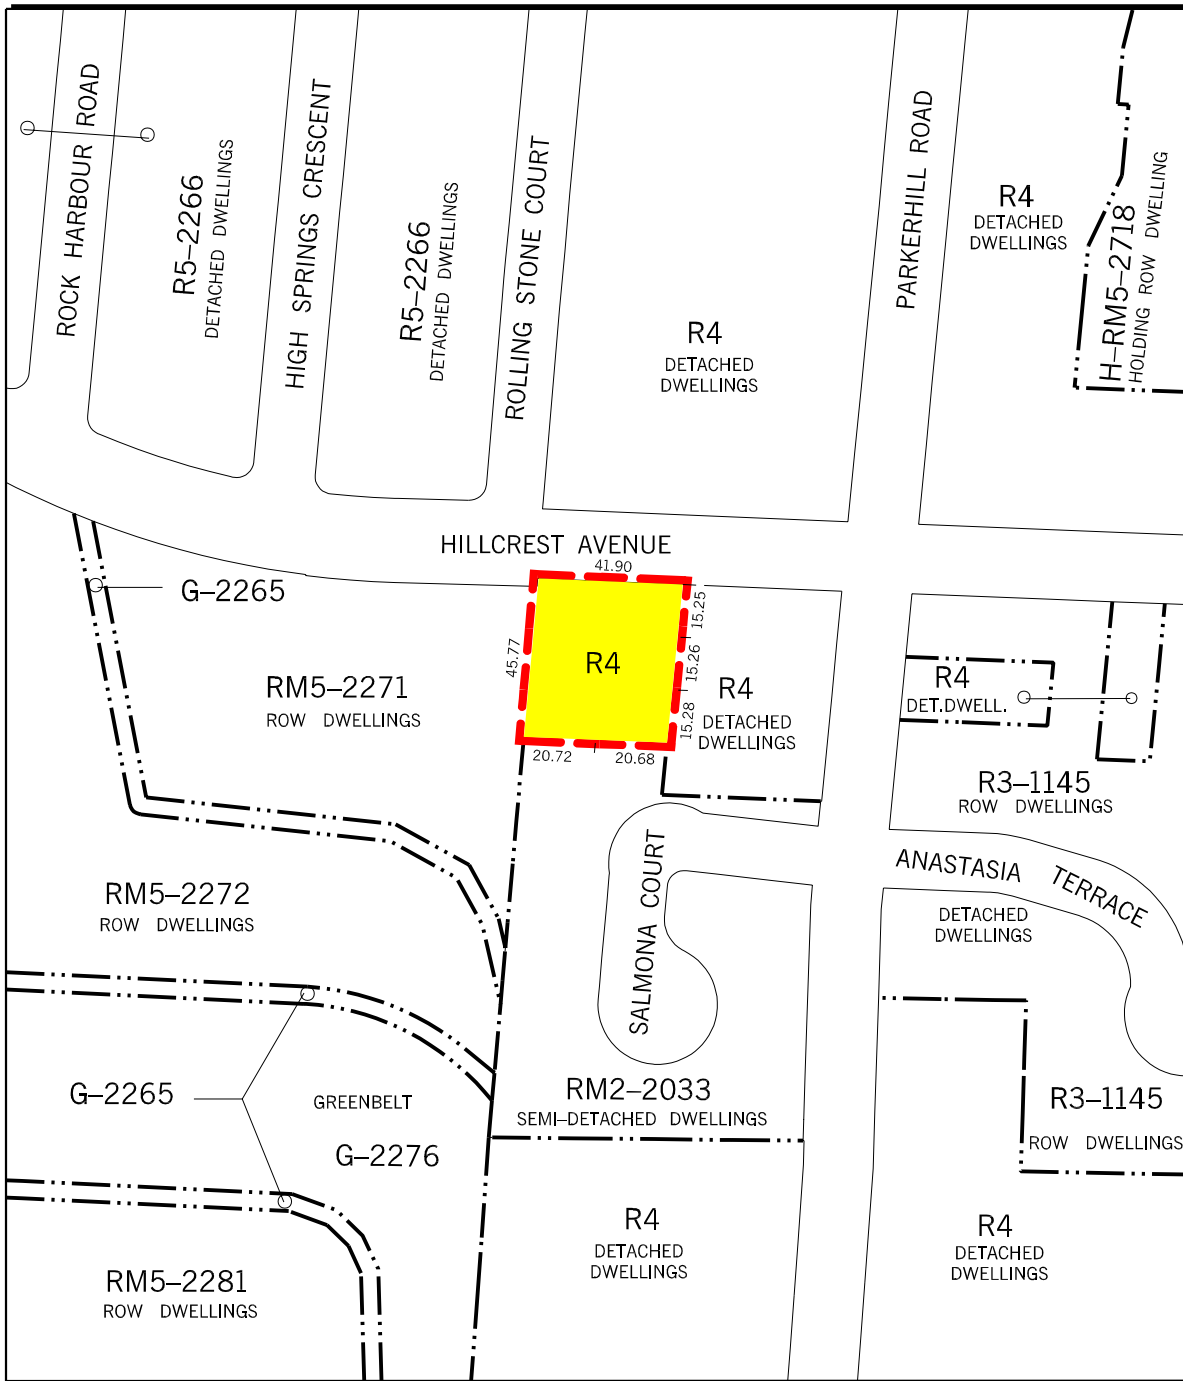 ROCK HARBOUR ROAD
R5–2266
DETACHED DWELLINGS
HIGH SPRINGS CRESCENT
R5–2266
DETACHED DWELLINGS
ROLLING STONE COURT
R4
DETACHED
DWELLINGS
PARKERHILL ROAD
R4
DETACHED
DWELLINGS
H–RM5–2718
HOLDING ROW DWELLING
HILLCREST AVENUE
41.90
G–2265
45.77
R4
15.25
15.26
15.28
20.72
20.68
RM5–2271
ROW DWELLINGS
R4
DETACHED
DWELLINGS
R4
DET.DWELL.
R3–1145
ROW DWELLINGS
ANASTASIA TERRACE
DETACHED
DWELLINGS
SALMONA COURT
RM5–2272
ROW DWELLINGS
G–2265
GREENBELT
G–2276
RM2–2033
SEMI–DETACHED DWELLINGS
R3–1145
ROW DWELLINGS
R4
DETACHED
DWELLINGS
R4
DETACHED
DWELLINGS
RM5–2281
ROW DWELLINGS